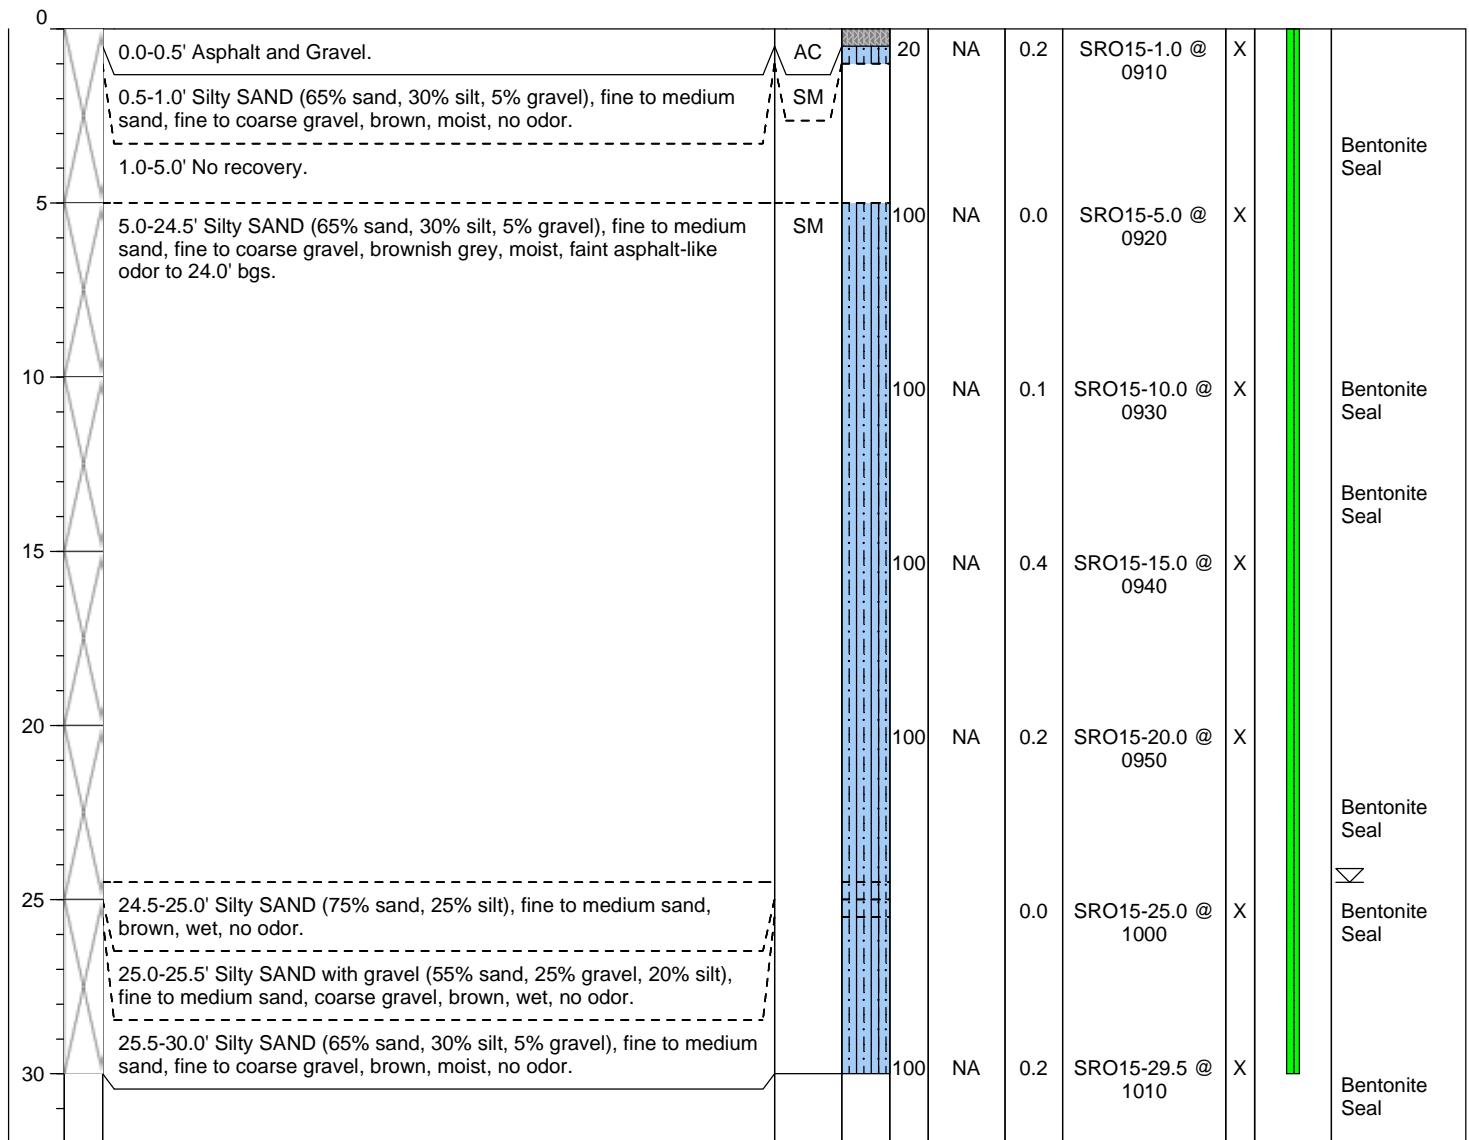 0
0.0-0.5' Asphalt and Gravel.
AC
20
NA
0.2
SRO15-1.0 @
0910
X
0.5-1.0' Silty SAND (65% sand, 30% silt, 5% gravel), fine to medium
sand, fine to coarse gravel, brown, moist, no odor.
SM
1.0-5.0' No recovery.
Bentonite
Seal
5
5.0-24.5' Silty SAND (65% sand, 30% silt, 5% gravel), fine to medium
sand, fine to coarse gravel, brownish grey, moist, faint asphalt-like
odor to 24.0' bgs.
SM
100
NA
0.0
SRO15-5.0 @
0920
X
10
100
NA
0.1
SRO15-10.0 @
0930
X
Bentonite
Seal
Bentonite
Seal
15
100
NA
0.4
SRO15-15.0 @
0940
X
20
100
NA
0.2
SRO15-20.0 @
0950
X
Bentonite
Seal
25
24.5-25.0' Silty SAND (75% sand, 25% silt), fine to medium sand,
brown, wet, no odor.
0.0
SRO15-25.0 @
1000
X
Bentonite
Seal
25.0-25.5' Silty SAND with gravel (55% sand, 25% gravel, 20% silt),
fine to medium sand, coarse gravel, brown, wet, no odor.
25.5-30.0' Silty SAND (65% sand, 30% silt, 5% gravel), fine to medium
sand, fine to coarse gravel, brown, moist, no odor.
30
100
NA
0.2
SRO15-29.5 @
1010
X
Bentonite
Seal